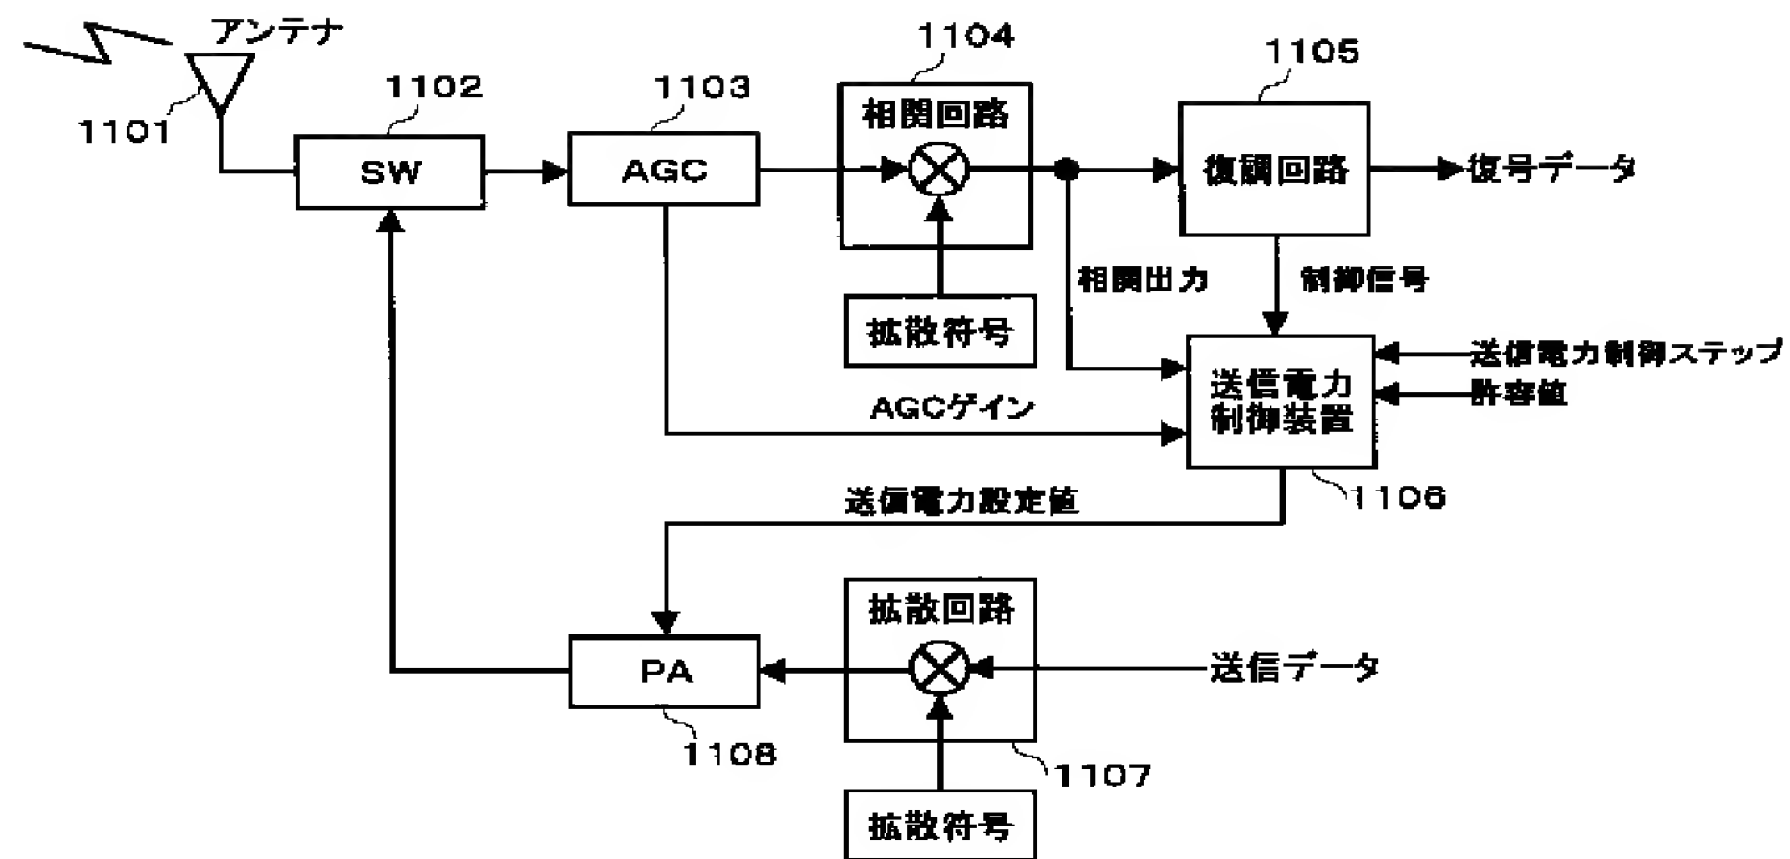 アンテナ
1101
1102
SW
1103
AGC
1104
相関回路
拡散符号
1105
復調回路
復号データ
相関出力
制御信号
送信電力制御ステップ
許容値
送信電力
制御装置
1106
AGCゲイン
送信電力設定値
PA
1108
拡散回路
1107
送信データ
拡散符号